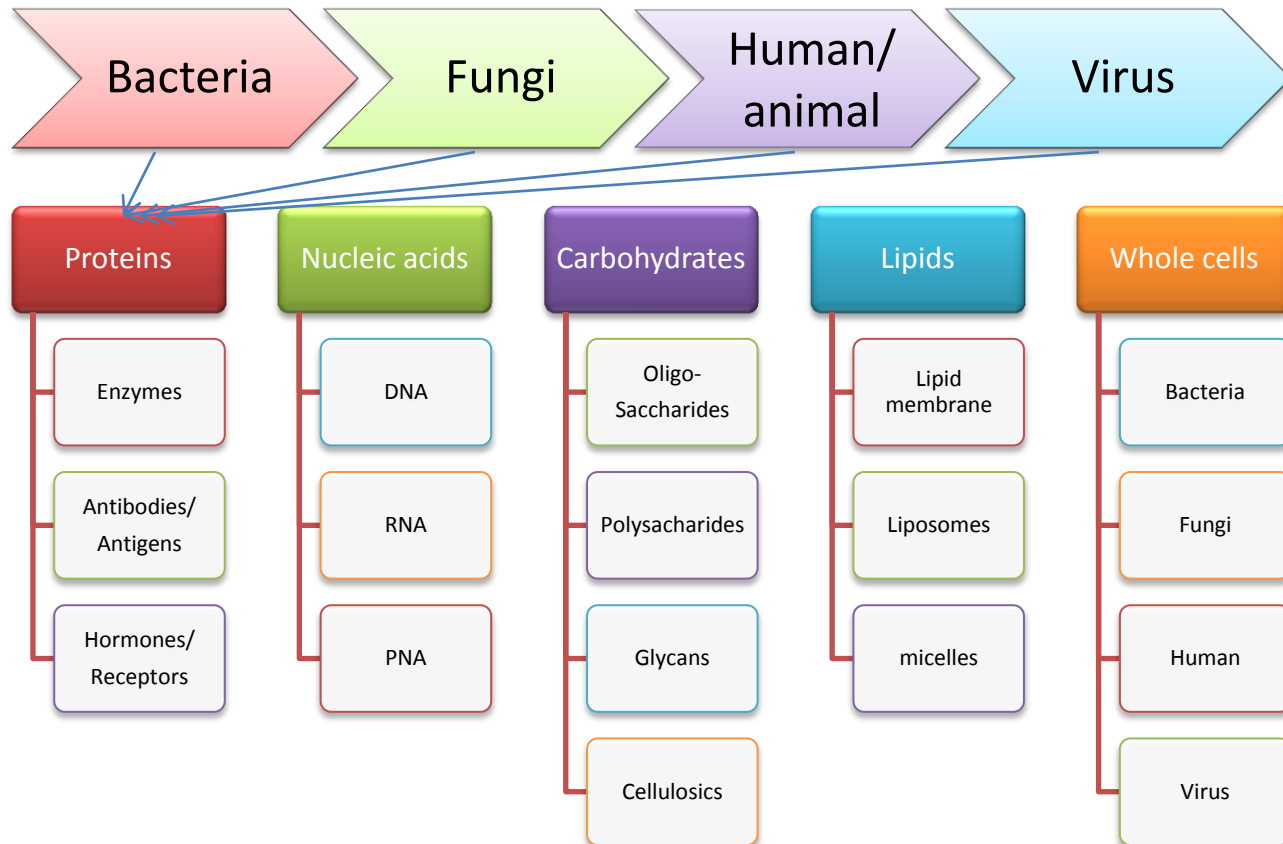 Bacteria
Fungi
Human/
animal
Virus
Proteins
Nucleic acids
Carbohydrates
Lipids
Whole cells
Enzymes
Antibodies/
Antigens
Hormones/
Receptors
DNA
RNA
PNA
Oligo-
Saccharides
Polysacharides
Glycans
Cellulosics
Lipid
membrane
Liposomes
micelles
Bacteria
Fungi
Human
Virus